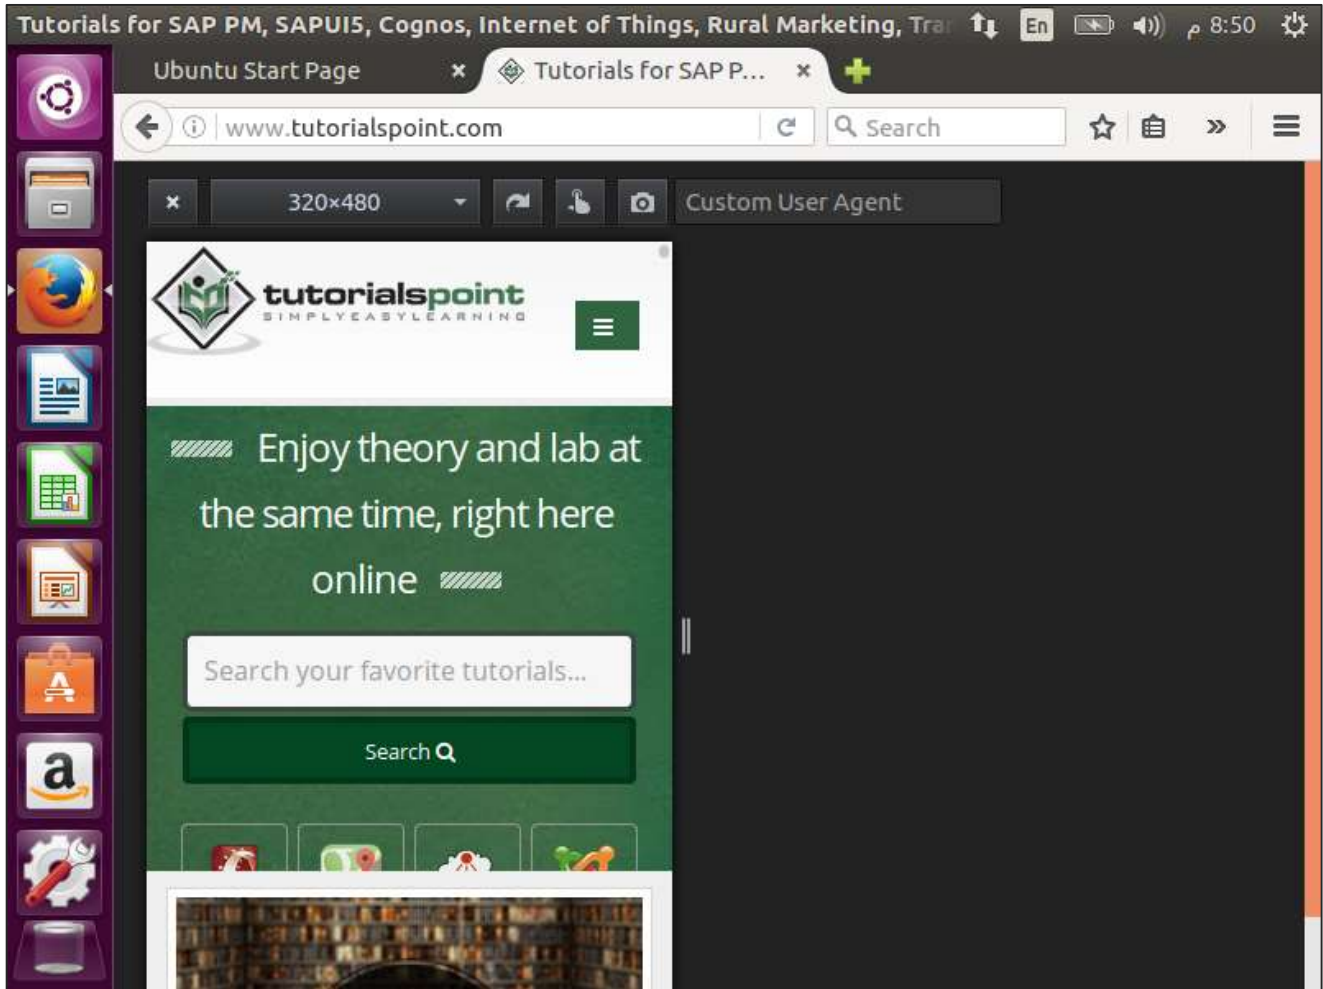 Tutorials for SAP PM, SAPUI5, Cognos, Internet of Things, Rural Marketing, Tra
En
م 8:50
Ubuntu Start Page
Tutorials for SAP P...
www.tutorialspoint.com
Search
320×480
Custom User Agent
tutorialspoint
SIMPLYEASYLEARNING
Enjoy theory and lab at
the same time, right here
online
Search your favorite tutorials...
Search
a